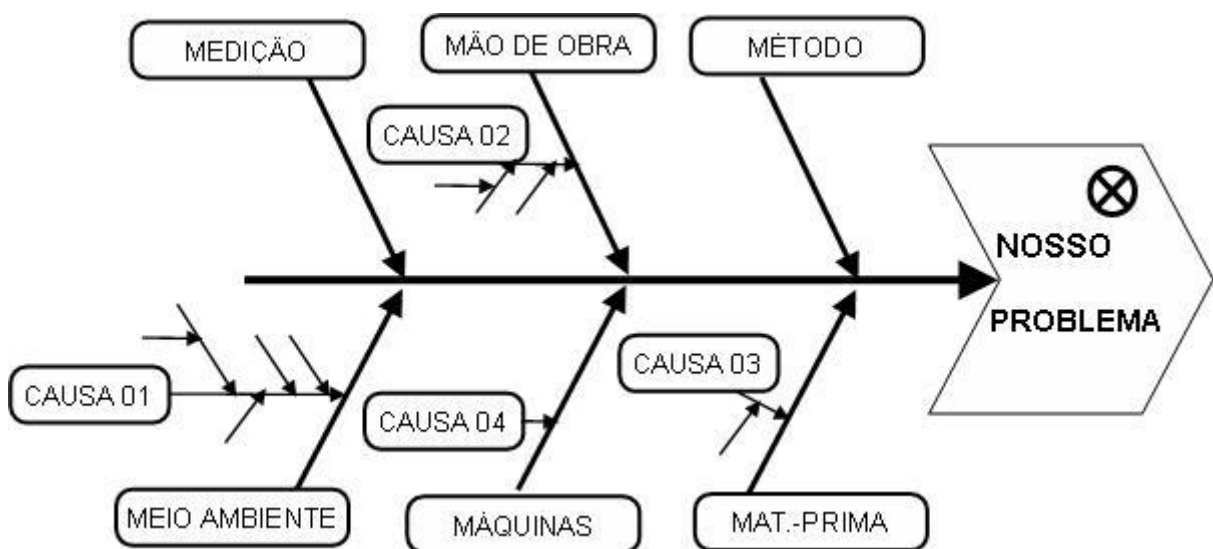 MEDIÇÃO
MÃO DE OBRA
MÉTODO
CAUSA 02
NOSSO
PROBLEMA
CAUSA 03
CAUSA 01
CAUSA 04
MEIO AMBIENTE
MÁQUINAS
MAT.-PRIMA